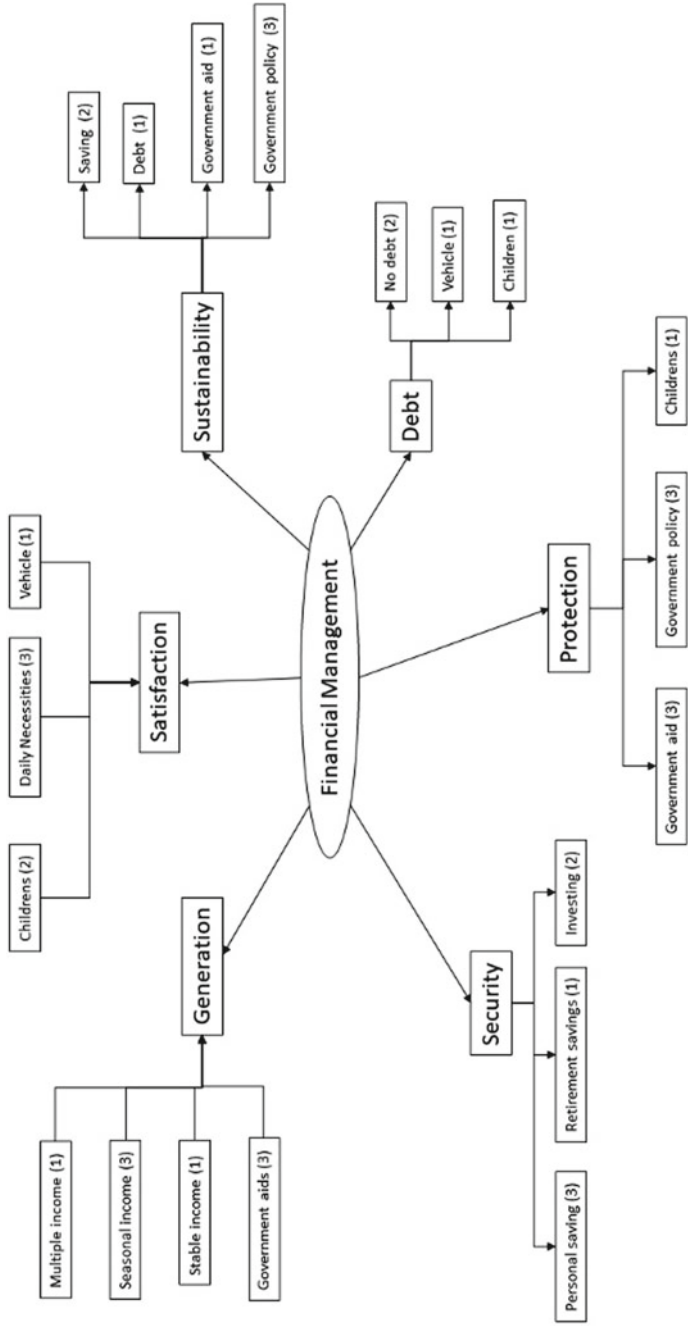 Multiple income (1)
Seasonal income (3)
Stable income (1)
Government aids (3)
Generation
Childrens (2)
Daily Necessities (3)
Vehicle (1)
Satisfaction
Saving (2)
Debt (1)
Government aid (1)
Government policy (3)
Sustainability
Financial Management
No debt (2)
Vehicle (1)
Children (1)
Debt
Security
Personal saving (3)
Retirement savings (1)
Investing (2)
Protection
Government aid (3)
Government policy (3)
Childrens (1)